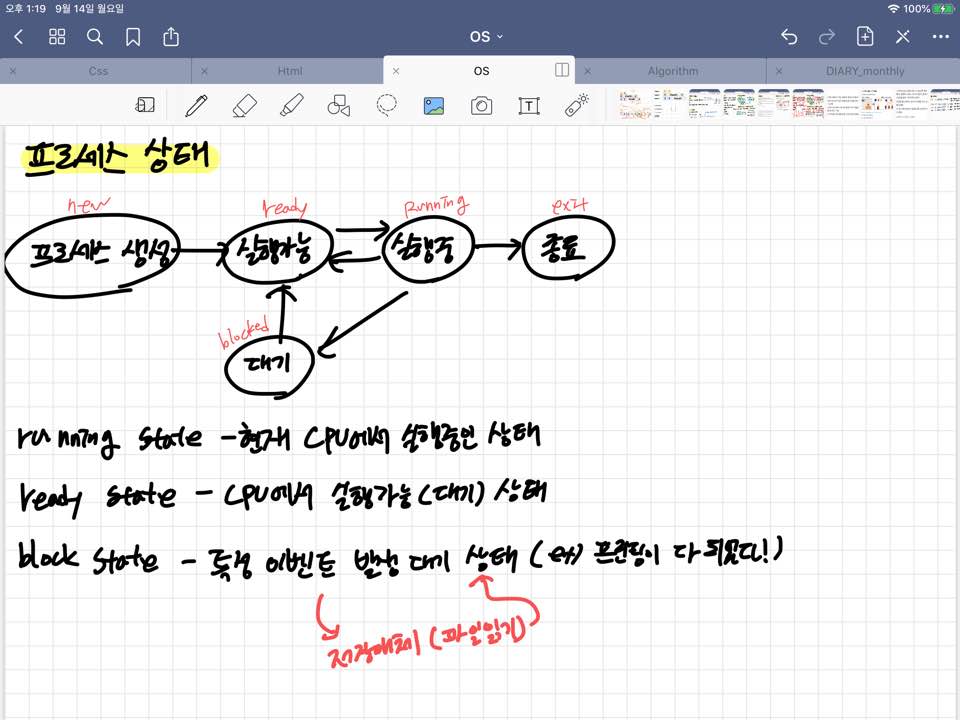 오후 1:19 9월 14일 월요일 100%
OS
Css Html OS Algorithm DIARY_monthly
프로세스 상태
new ready running exit
프로세스 생성 실행가능 실행중 종료
blocked
대기
running state - 현재 CPU에서 실행중인 상태
ready state - CPU에서 실행가능(대기) 상태
block state - 특정 이벤트 발생 대기 상태 (ex) 프린팅이 다 되었다!)
저장매체 (파일읽기)